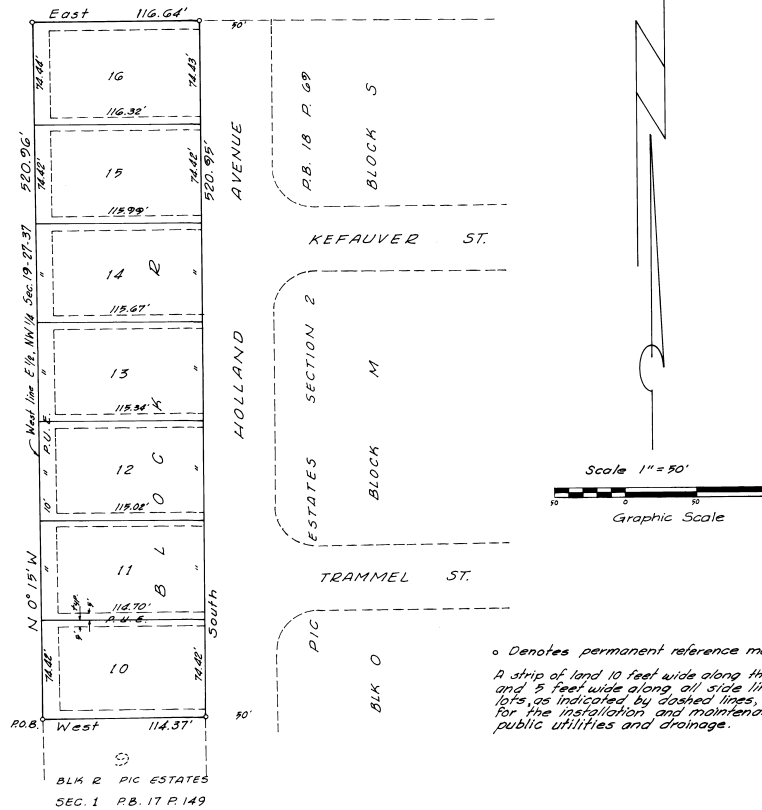 East 116.64'
50'
74.44'
16
74.43'
116.32'
520.96'
74.42'
15
74.42'
520.95'
115.99'
West line E 1/2, NW 1/4 Sec. 19-27-37
"
14
"
115.67'
"
13
"
115.34'
10' P.U.E.
"
12
"
115.02'
"
11
"
114.70'
5' 5' typ.
P.U.E.
N 0° 15' W
South
74.42'
10
74.42'
BLOCK R
P.O.B. West 114.37'
50'
BLK R PIC ESTATES
SEC. 1 P.B. 17 P. 149
HOLLAND AVENUE
P.B. 18 P. 69
BLOCK S
KEFAUVER ST.
PIC ESTATES SECTION 2
BLOCK M
TRAMMEL ST.
BLK O
Scale 1" = 50'
50 0 50
Graphic Scale
o Denotes permanent reference
A strip of land 10 feet wide along
and 5 feet wide along all side
lots, as indicated by dashed lines,
for the installation and
public utilities and drainage.